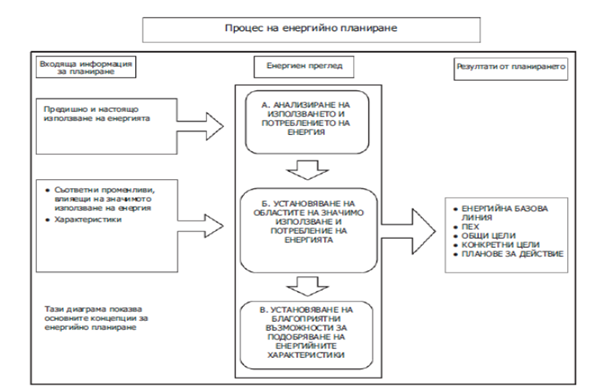 Процес на енергийно планиране
Входяща информация
за планиране
Енергиен преглед
Резултати от планирането
Предишно и настоящо
използване на енергията
А. АНАЛИЗИРАНЕ НА
ИЗПОЛЗВАНЕТО И
ПОТРЕБЛЕНИЕТО НА
ЕНЕРГИЯ
• Съответни променливи,
влияещи на значимото
използване на енергия
• Характеристики
Б. УСТАНОВЯВАНЕ НА
ОБЛАСТИТЕ НА ЗНАЧИМО
ИЗПОЛЗВАНЕ И
ПОТРЕБЛЕНИЕ НА
ЕНЕРГИЯТА
• ЕНЕРГИЙНА БАЗОВА
ЛИНИЯ
• ПЕХ
• ОБЩИ ЦЕЛИ
• КОНКРЕТНИ ЦЕЛИ
• ПЛАНОВЕ ЗА ДЕЙСТВИЕ
Тази диаграма показва
основните концепции за
енергийно планиране
В. УСТАНОВЯВАНЕ НА
БЛАГОПРИЯТНИ
ВЪЗМОЖНОСТИ ЗА
ПОДОБРЯВАНЕ НА
ЕНЕРГИЙНИТЕ
ХАРАКТЕРИСТИКИ